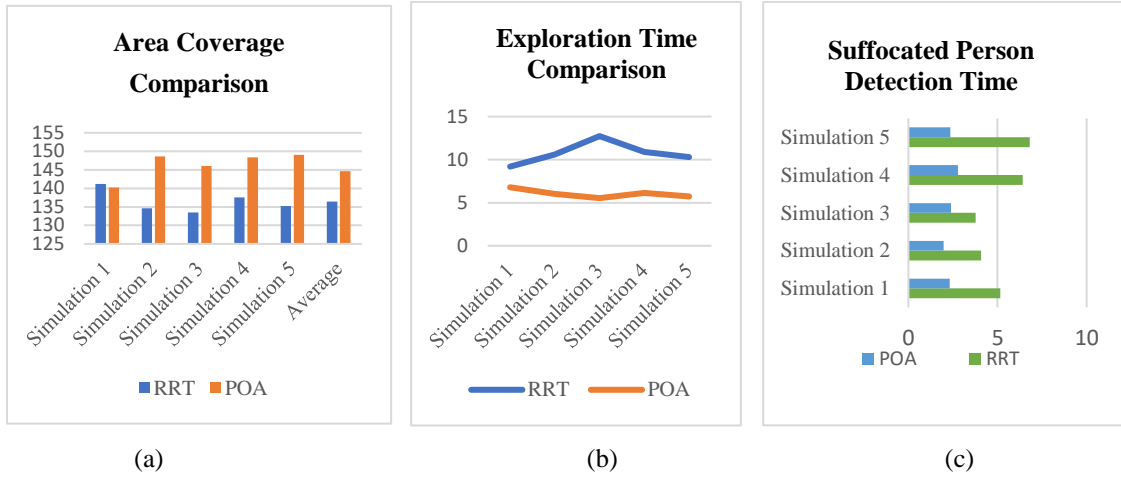 Area Coverage
Comparison
155
150
145
140
135
130
125
Simulation 1
Simulation 2
Simulation 3
Simulation 4
Simulation 5
Average
RRT POA
(a)
Exploration Time
Comparison
15
10
5
0
Simulation 1
Simulation 2
Simulation 3
Simulation 4
Simulation 5
RRT POA
(b)
Suffocated Person
Detection Time
Simulation 5
Simulation 4
Simulation 3
Simulation 2
Simulation 1
0 5 10
POA RRT
(c)